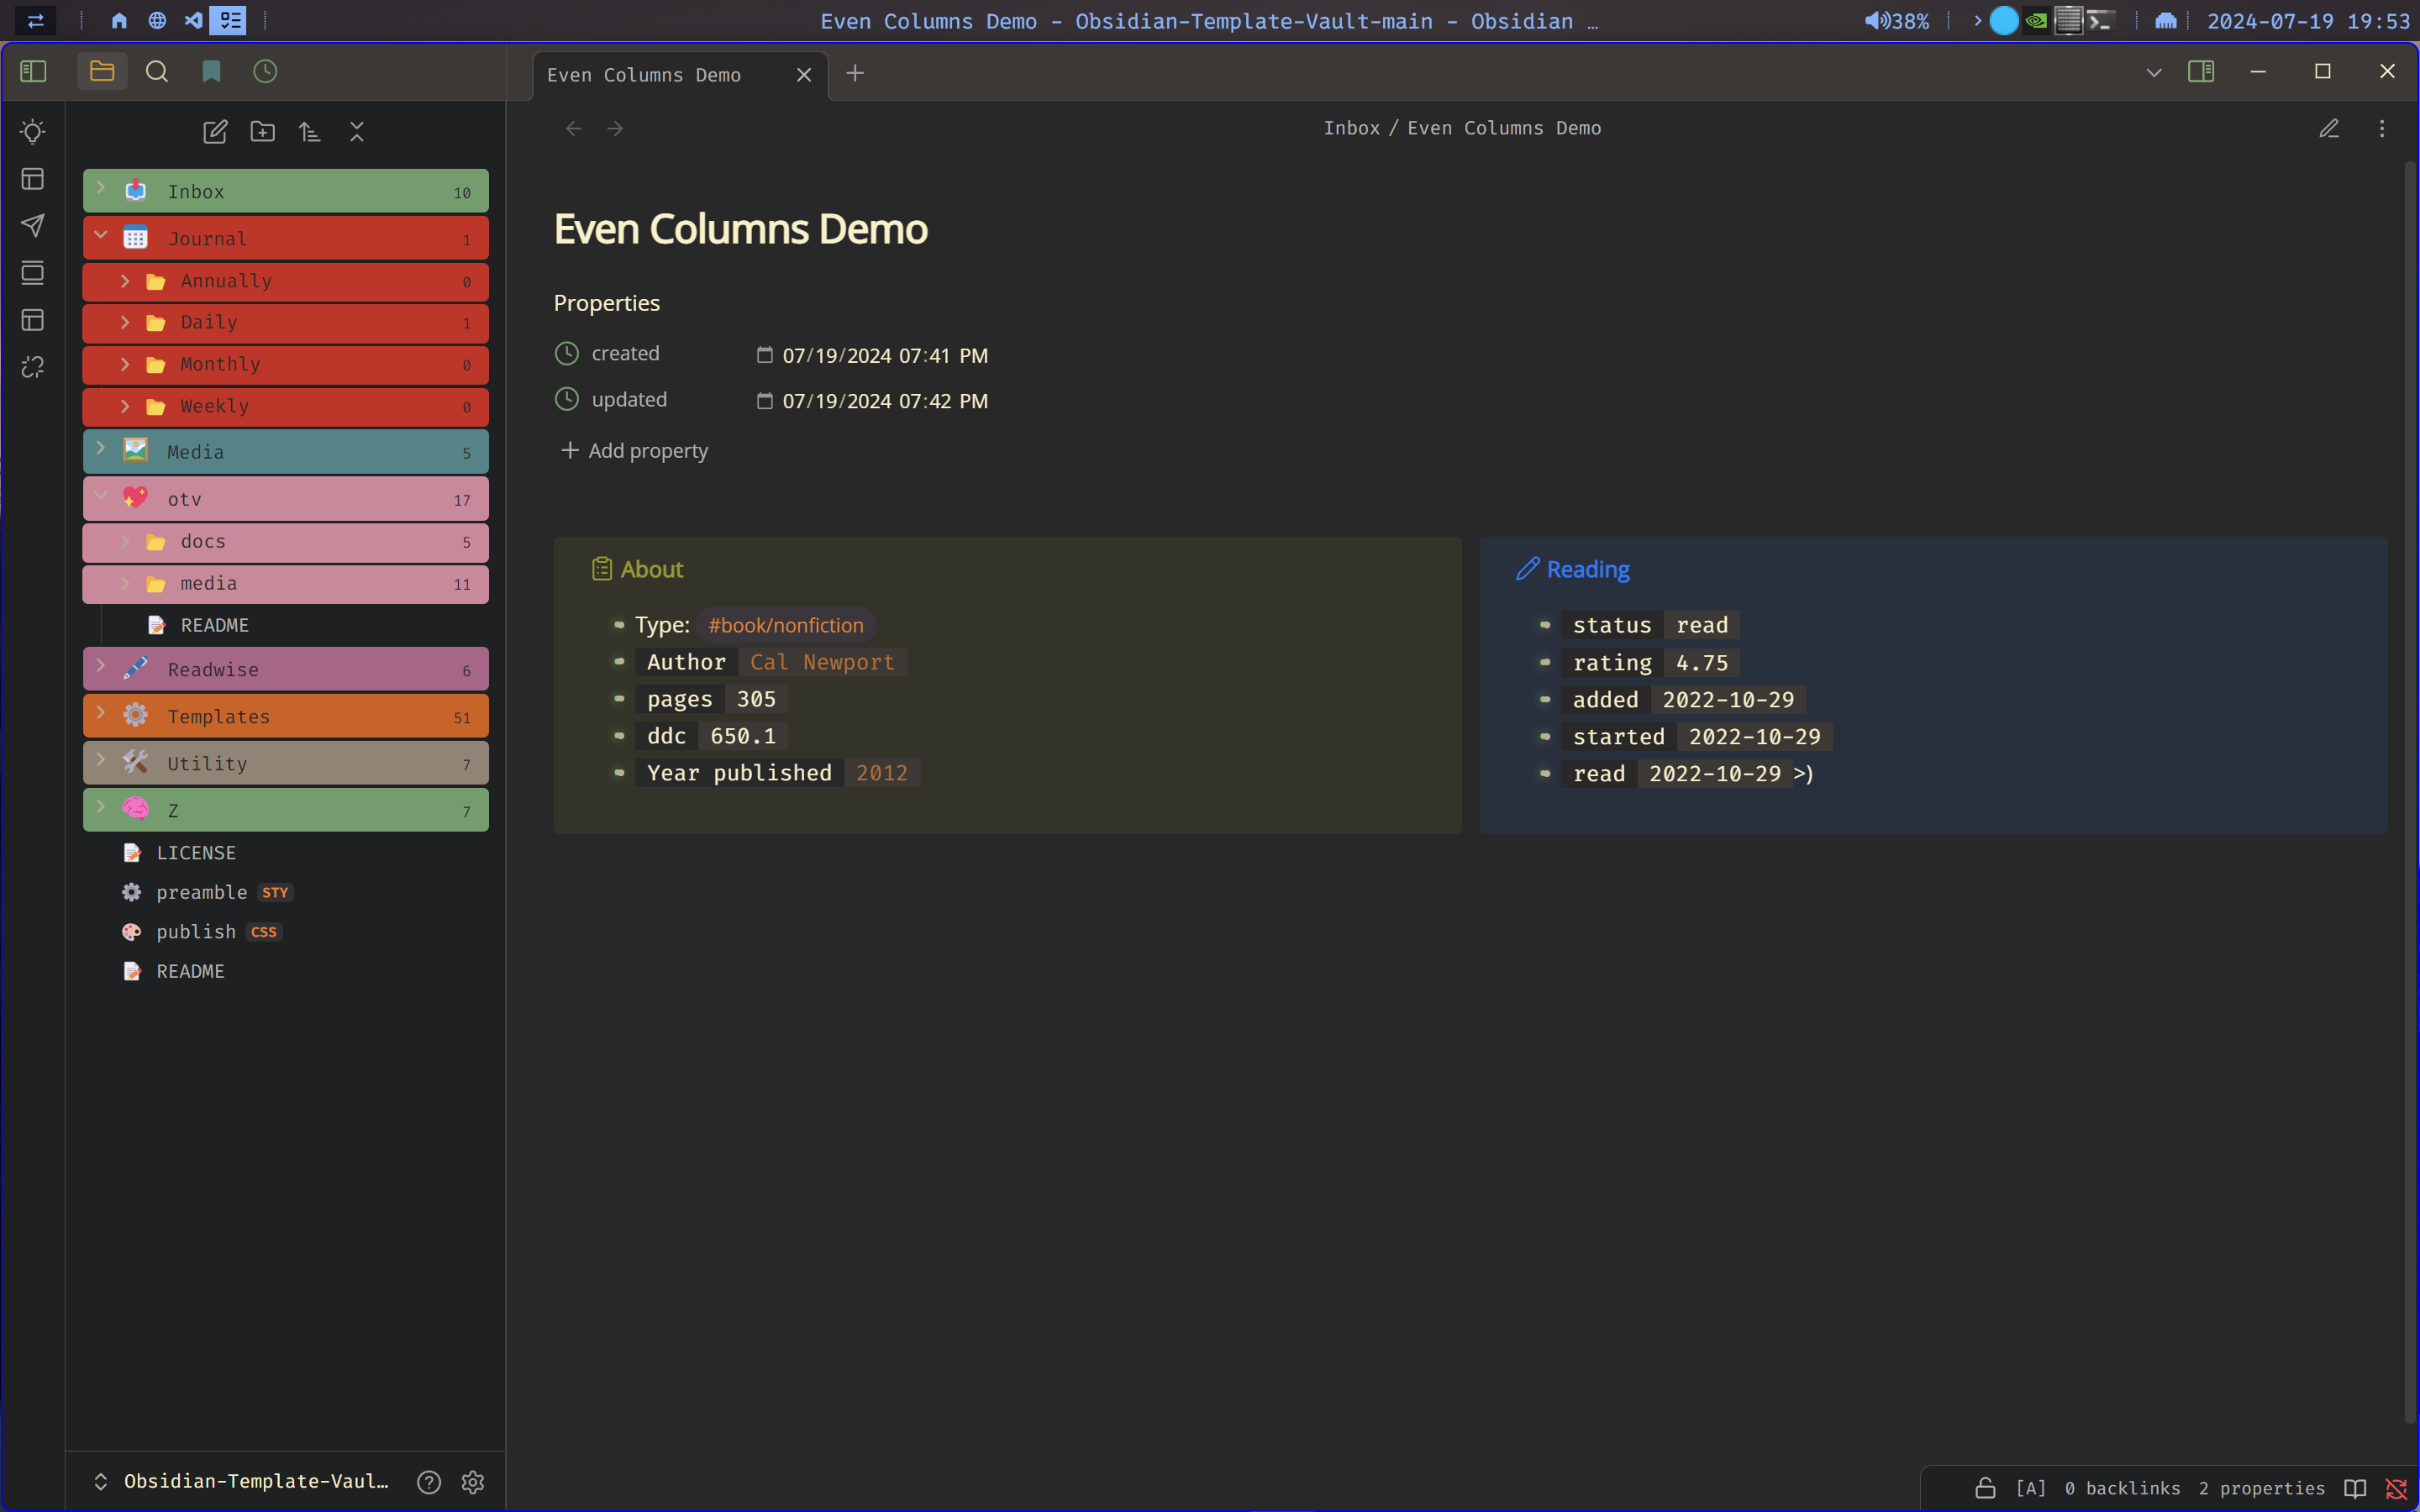 Even Columns Demo - Obsidian-Template-Vault-main - Obsidian …
38%
2024-07-19 19:53
Even Columns Demo
Inbox / Even Columns Demo
Inbox 10
Journal 1
Annually 0
Daily 1
Monthly 0
Weekly 0
Media 5
otv 17
docs 5
media 11
README
Readwise 6
Templates 51
Utility 7
Z 7
LICENSE
preamble STY
publish CSS
README
Obsidian-Template-Vaul…
Even Columns Demo
Properties
created 07/19/2024 07:41 PM
updated 07/19/2024 07:42 PM
Add property
About
Type: #book/nonfiction
Author Cal Newport
pages 305
ddc 650.1
Year published 2012
Reading
status read
rating 4.75
added 2022-10-29
started 2022-10-29
read 2022-10-29 >)
[A] 0 backlinks 2 properties